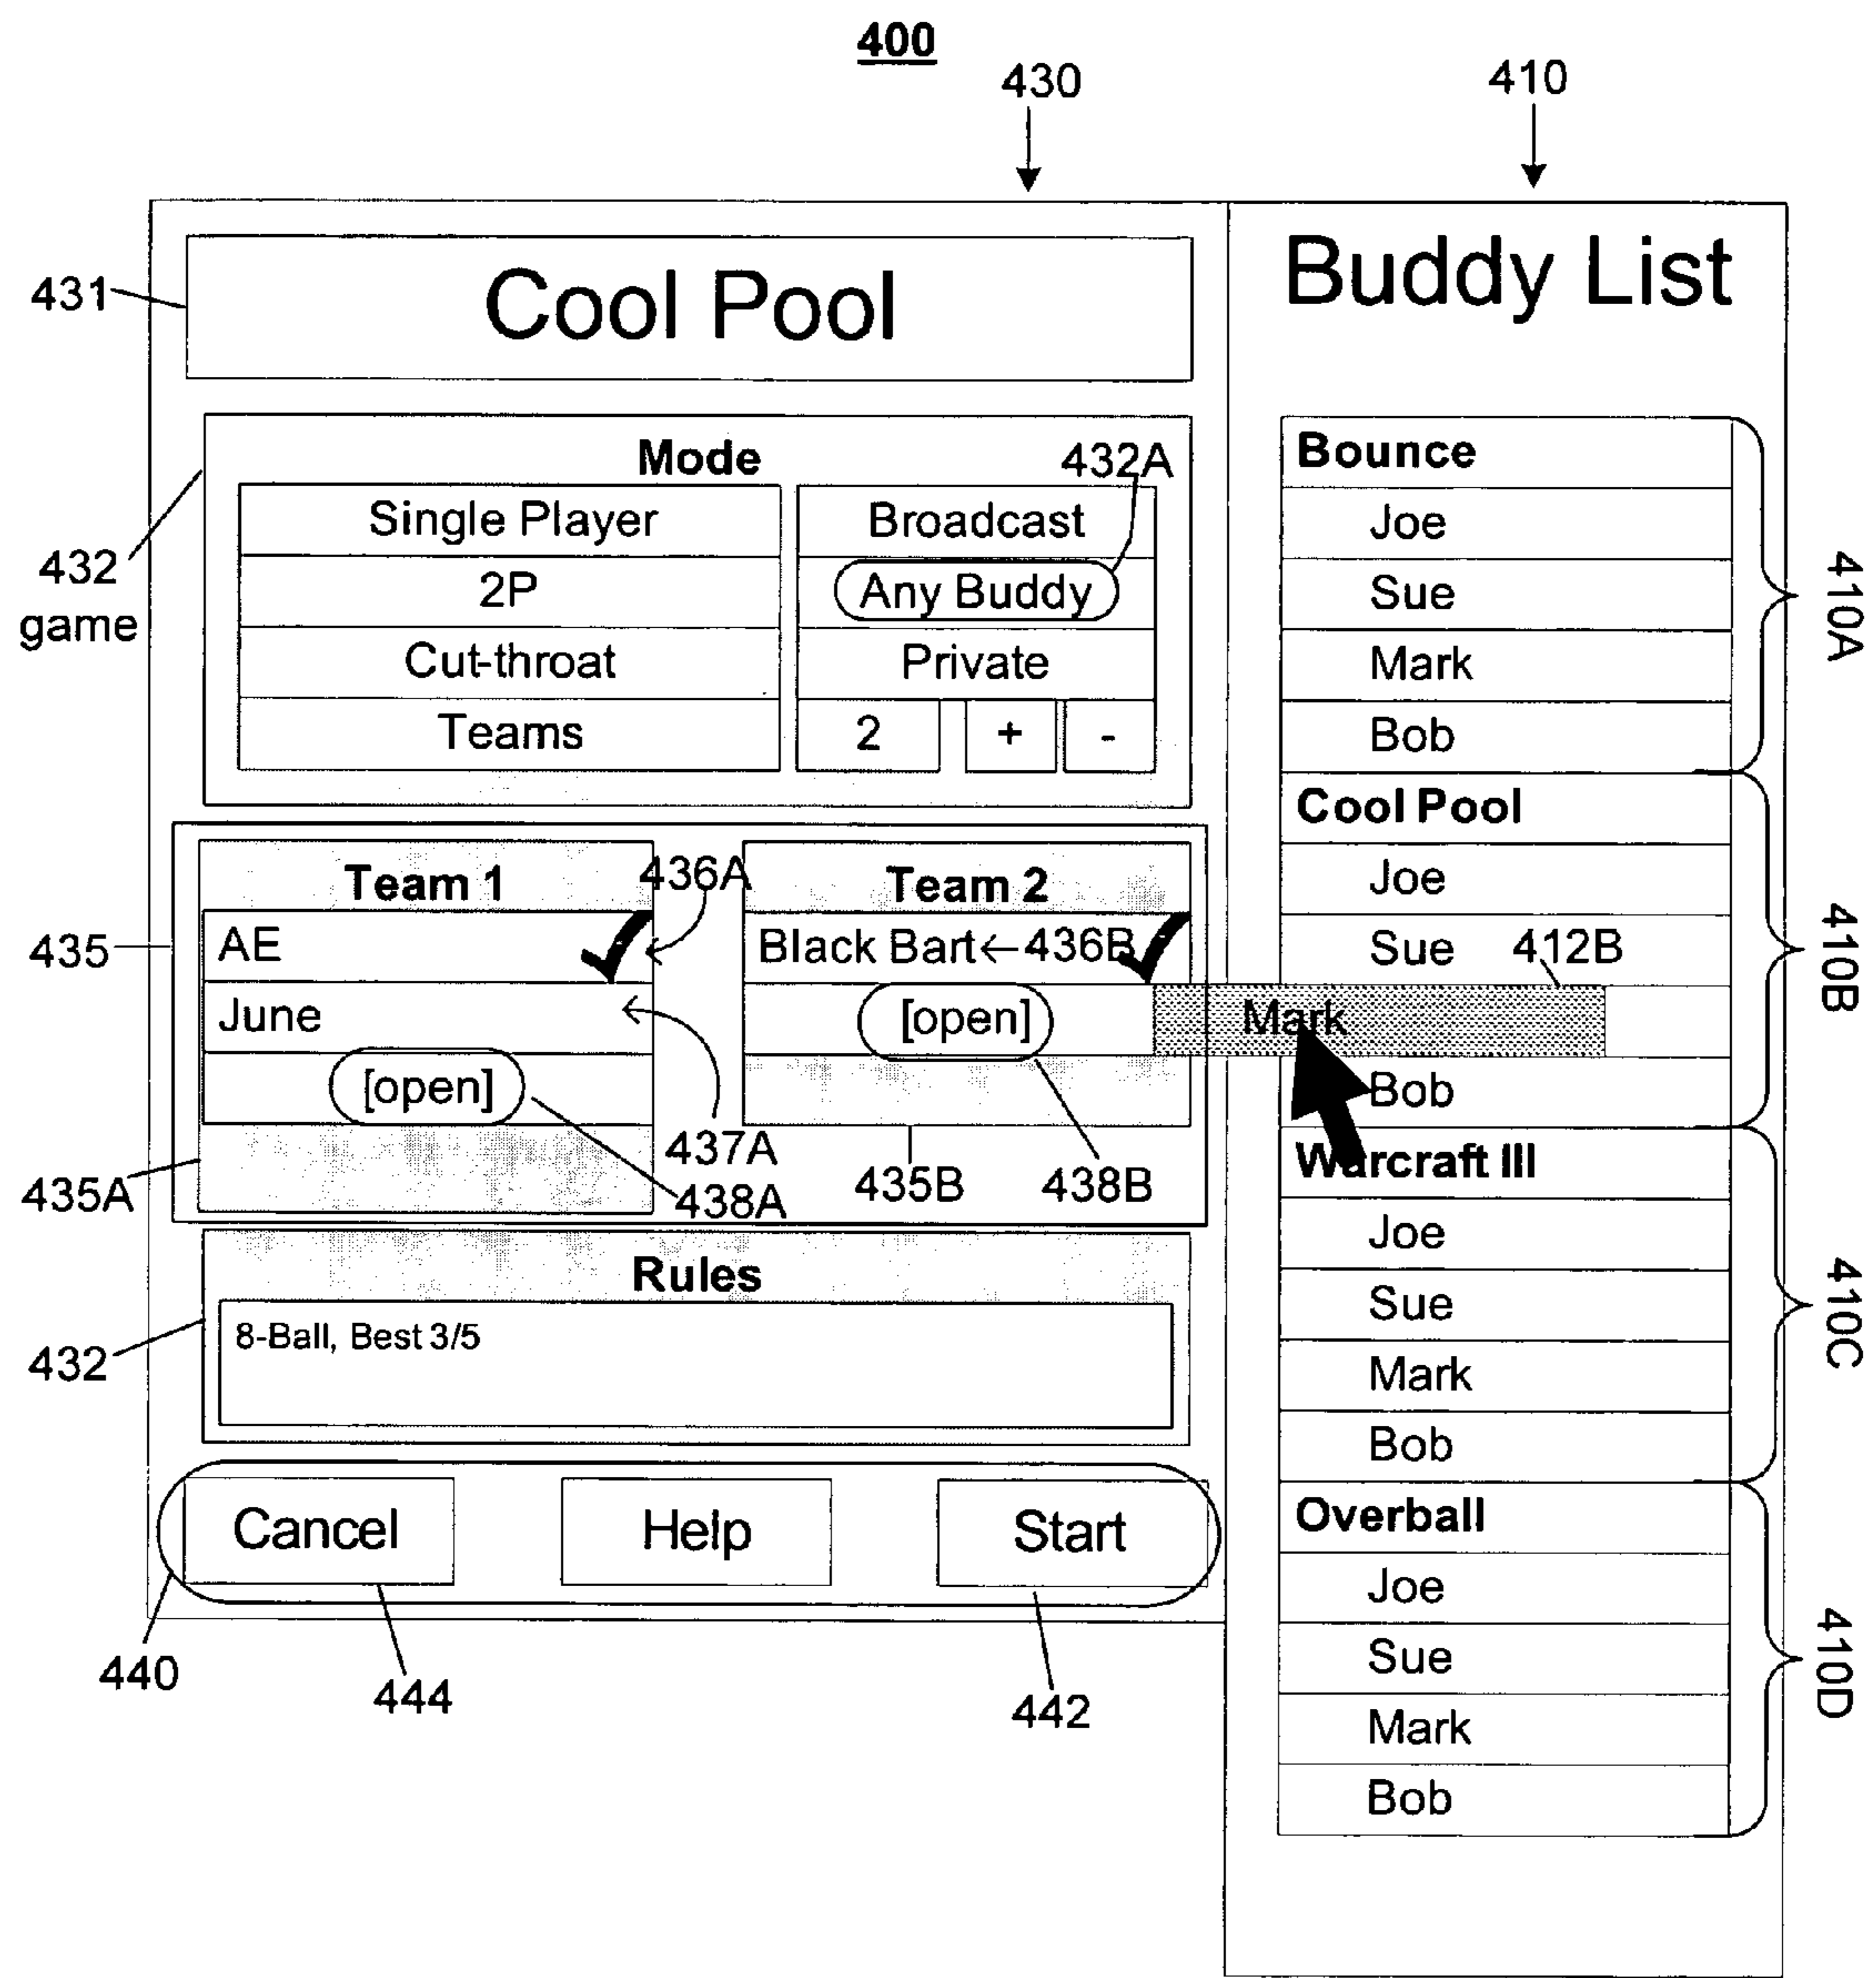 400
430
410
431
Cool Pool
Buddy List
432
game
Mode
432A
Single Player
Broadcast
2P
Any Buddy
Cut-throat
Private
Teams
2
+
-
435
Team 1
436A
AE
June
[open]
437A
438A
435A
Team 2
Black Bart←436B
[open]
435B
438B
Rules
8-Ball, Best 3/5
432
Cancel
Help
Start
440
444
442
Bounce
Joe
Sue
Mark
Bob
410A
Cool Pool
Joe
Sue
412B
Mark
Bob
410B
Warcraft III
Joe
Sue
Mark
Bob
410C
Overball
Joe
Sue
Mark
Bob
410D